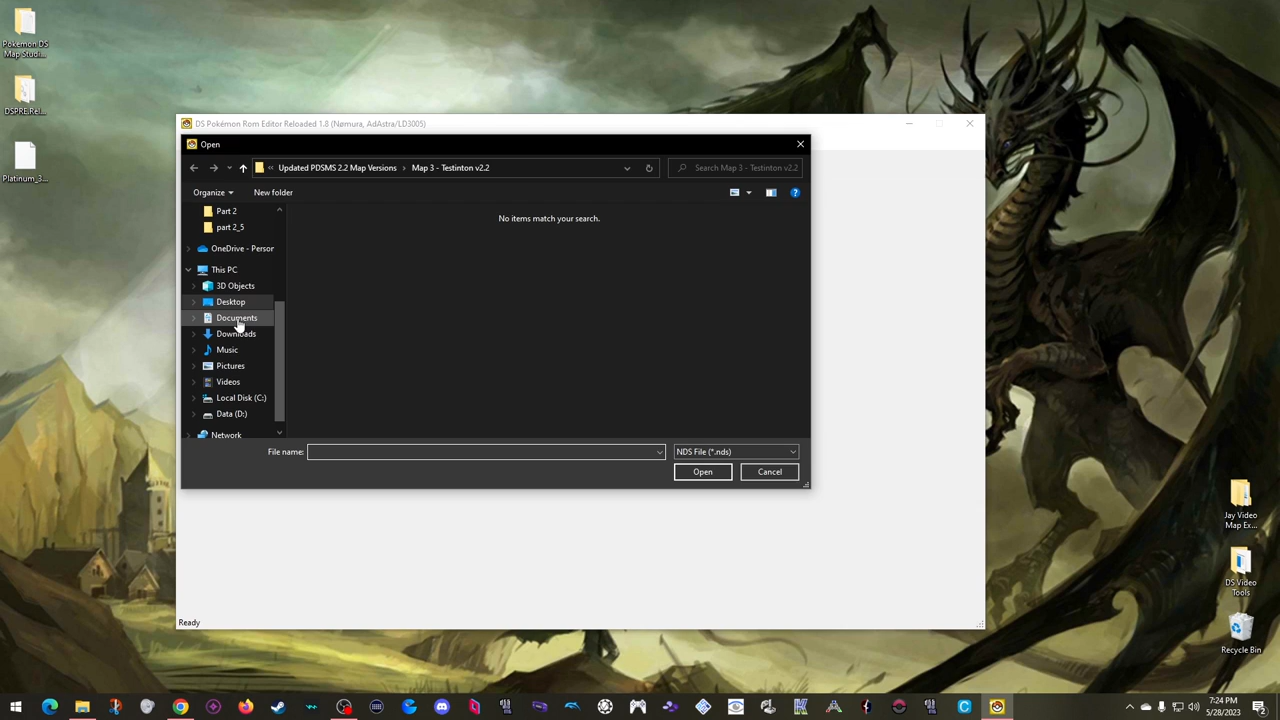 Pokemon DS
Map Studi...
DSPRE.Rel...
Platinum_3...
DS Pokémon Rom Editor Reloaded 1.8 (Nømura, AdAstra/LD3005)
Open
« Updated PDSMS 2.2 Map Versions › Map 3 - Testinton v2.2
Search Map 3 - Testinton v2.2
Organize
New folder
No items match your search.
Part 2
part 2_5
OneDrive - Person
This PC
3D Objects
Desktop
Documents
Downloads
Music
Pictures
Videos
Local Disk (C:)
Data (D:)
Network
File name:
NDS File (*.nds)
Open
Cancel
Ready
Jay Video
Map Ex...
DS Video
Tools
Recycle Bin
7:24 PM
5/28/2023